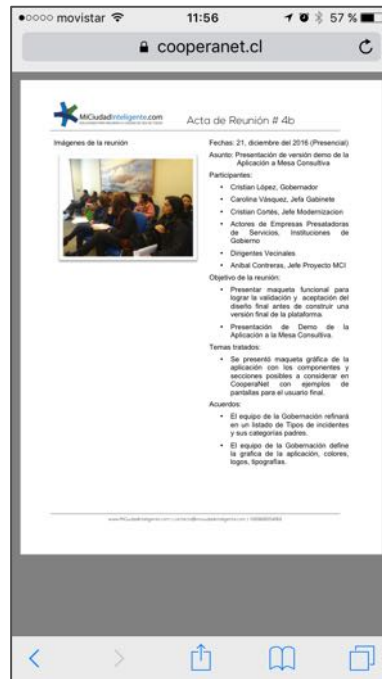 movistar 11:56 57 %
cooperanet.cl
MiCiudadInteligente.com
Acta de Reunión # 4b
Imágenes de la reunión
Fechas: 21, diciembre del 2016 (Presencial)
Asunto: Presentación de versión demo de la
Aplicación a Mesa Consultiva
Participantes:
• Cristian López, Gobernador
• Carolina Vásquez, Jefa Gabinete
• Cristian Cortés, Jefe Modernizacion
• Actores de Empresas Presatadoras
de Servicios, Instituciones de
Gobierno
• Dirigentes Vecinales
• Anibal Contreras, Jefe Proyecto MCI
Objetivo de la reunión:
• Presentar maqueta funcional para
lograr la validación y aceptación del
diseño final antes de construir una
versión final de la plataforma.
• Presentación de Demo de la
Aplicación a la Mesa Consultiva.
Temas tratados:
• Se presentó maqueta gráfica de la
aplicación con los componentes y
secciones posibles a considerar en
CooperaNet con ejemplos de
pantallas para el usuario final.
Acuerdos:
• El equipo de la Gobernación refinará
en un listado de Tipos de incidentes
y sus categorías padres.
• El equipo de la Gobernación define
la grafica de la aplicación, colores,
logos, tipografías.